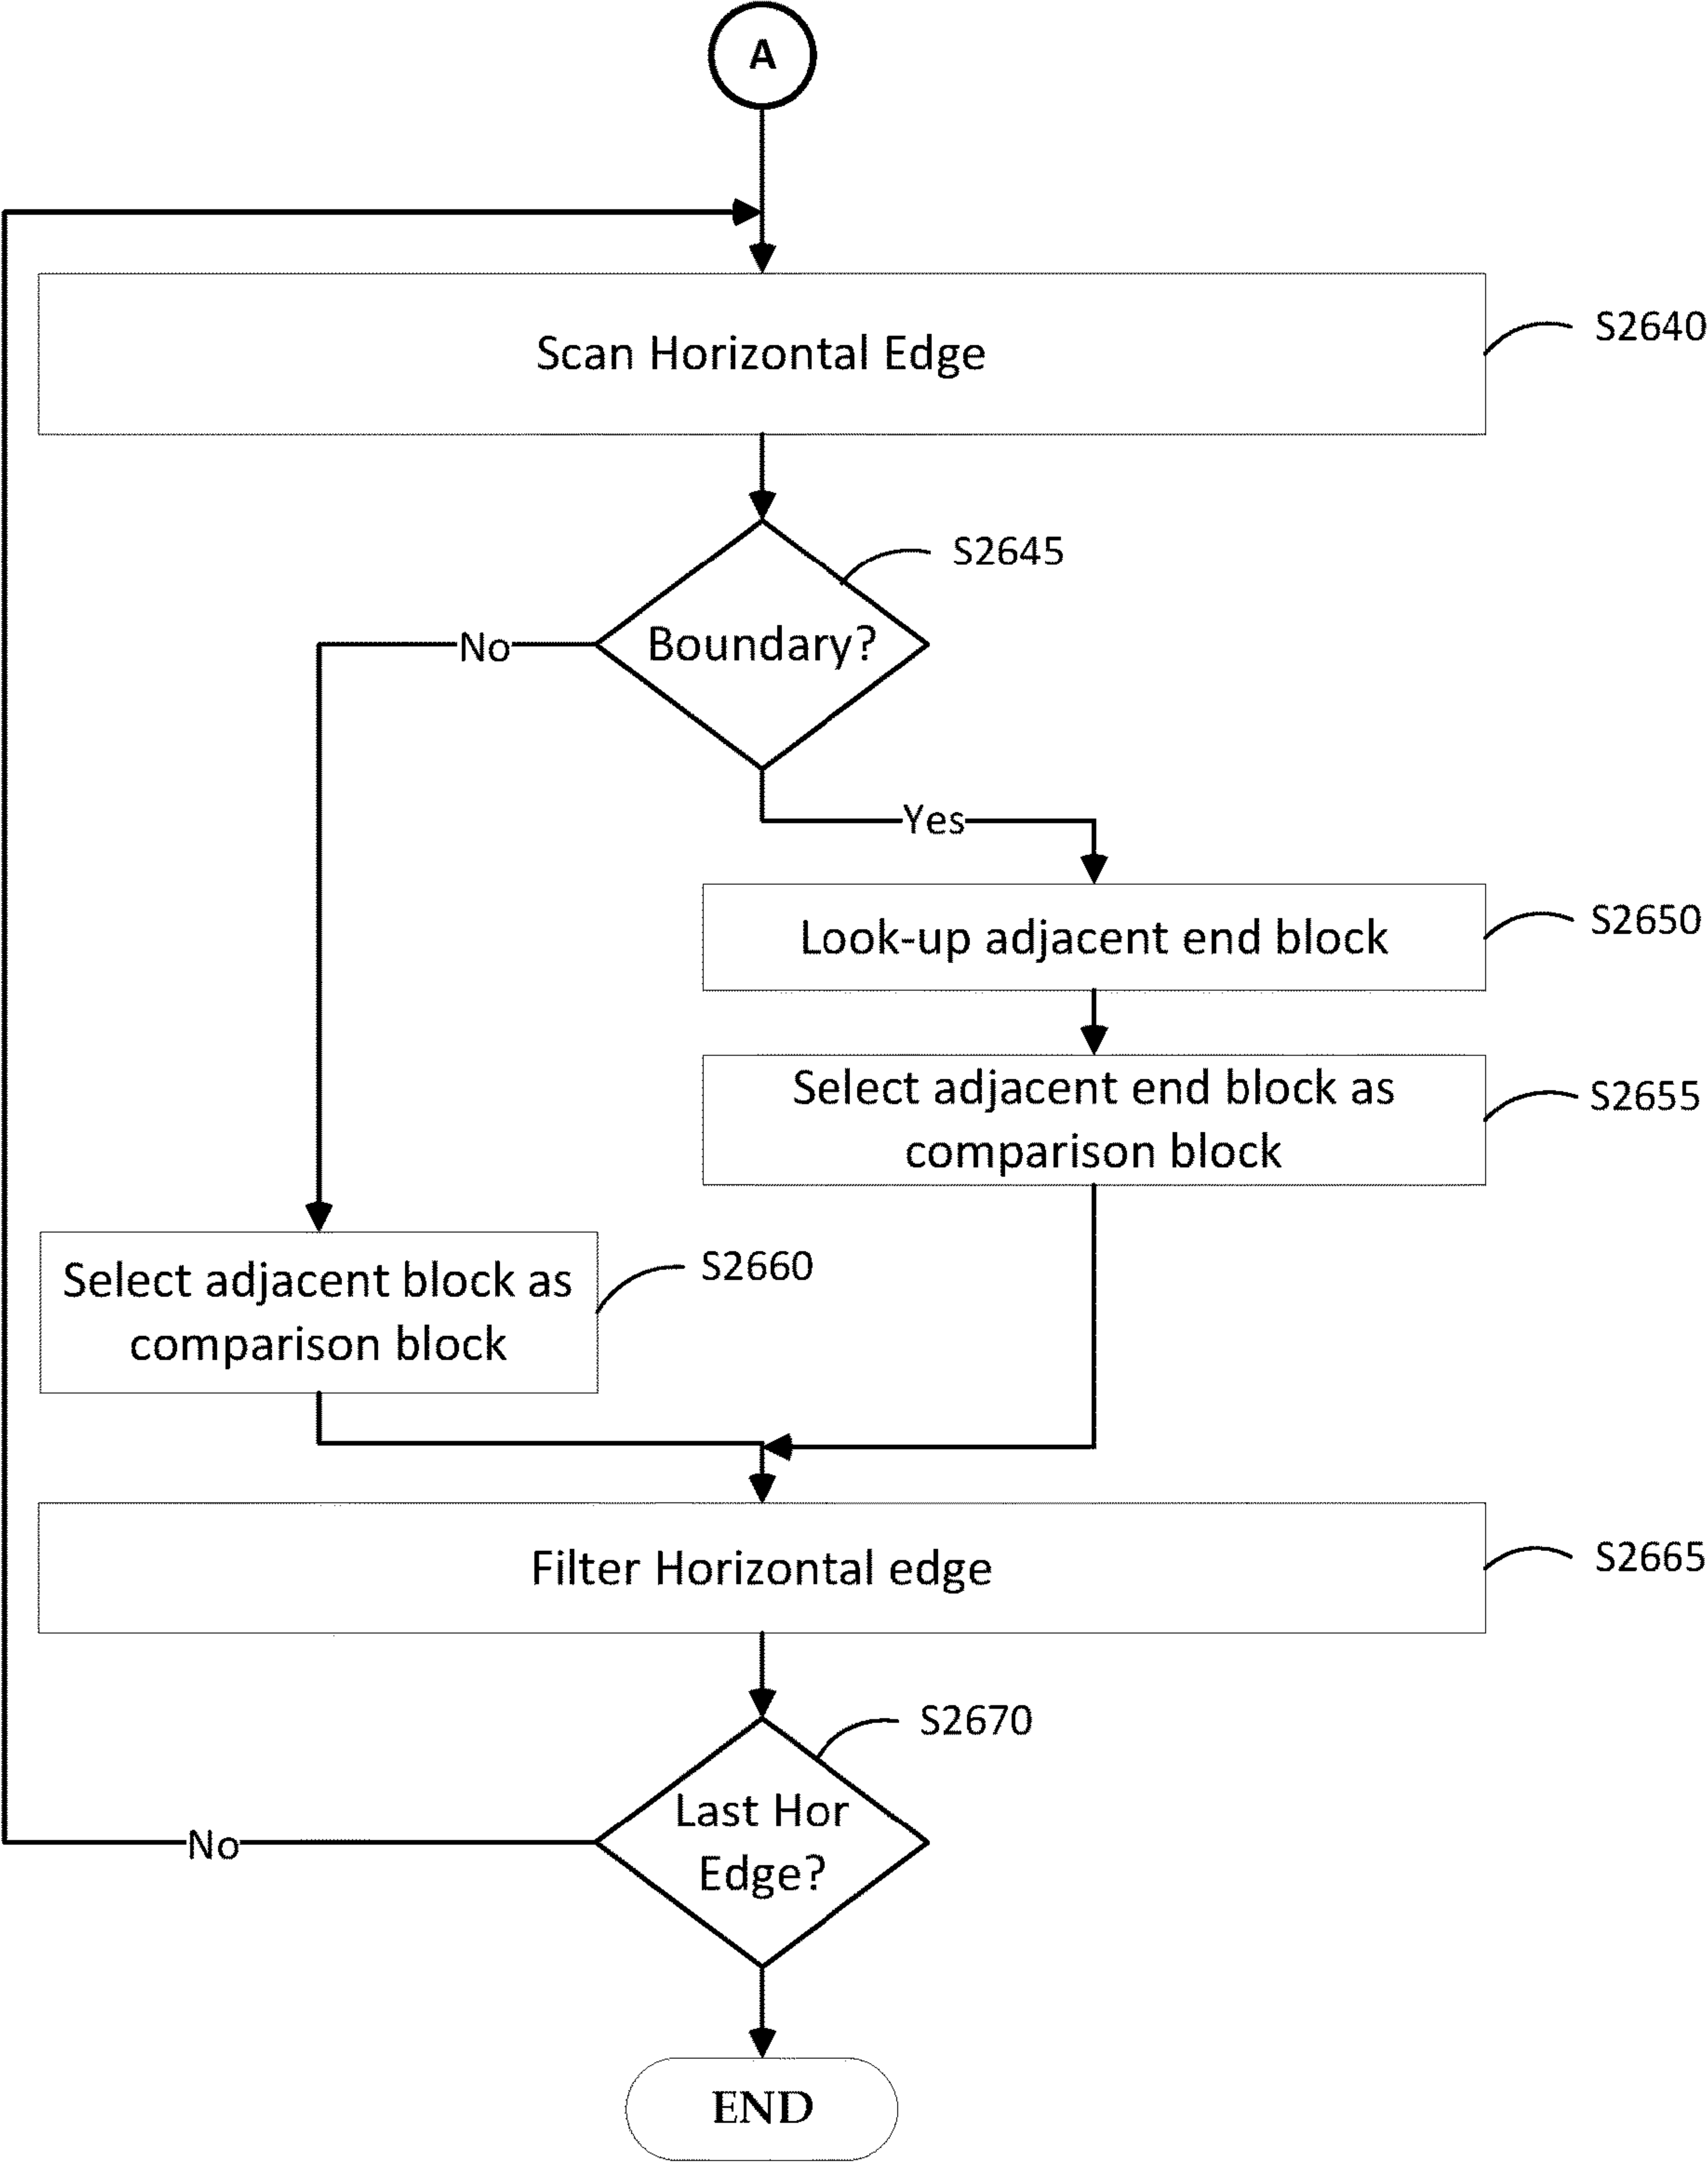 A
Scan Horizontal Edge
S2640
S2645
Boundary?
No
Yes
Look-up adjacent end block
S2650
Select adjacent end block as
comparison block
S2655
Select adjacent block as
comparison block
S2660
Filter Horizontal edge
S2665
S2670
Last Hor
Edge?
No
END